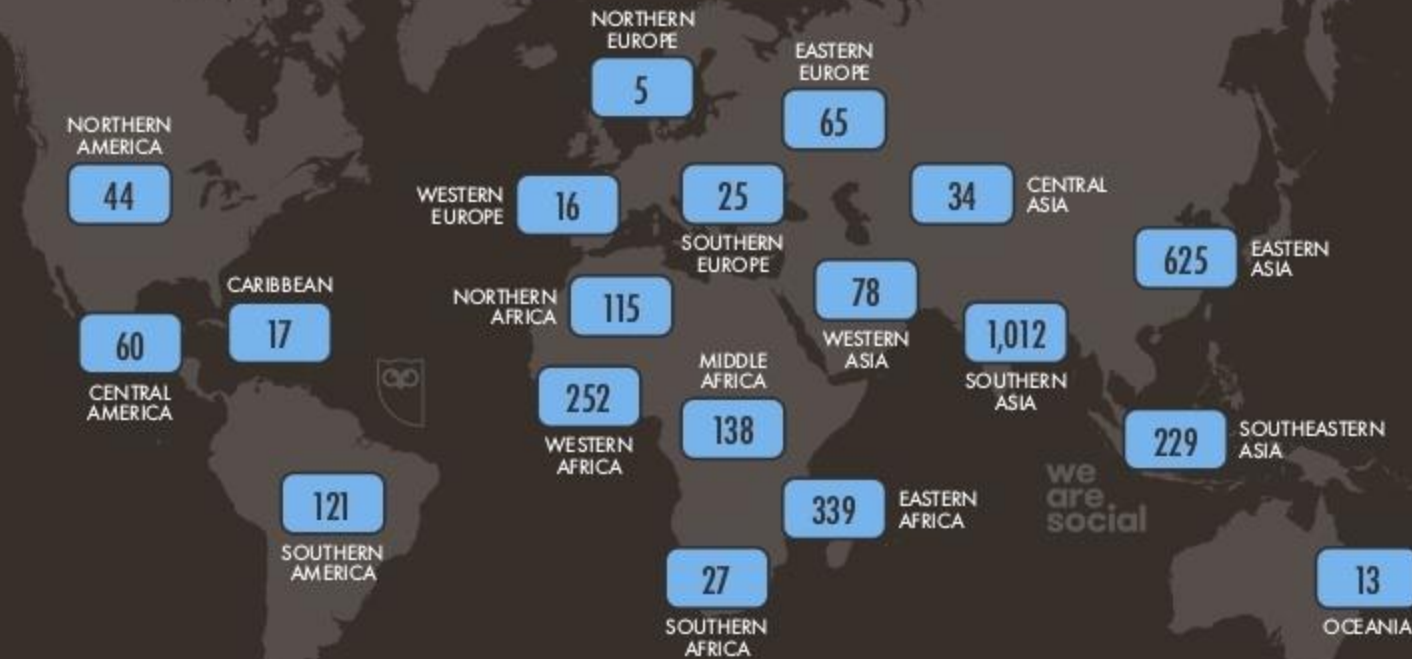 NORTHERN
EUROPE
5
EASTERN
EUROPE
65
NORTHERN
AMERICA
44
WESTERN
EUROPE
16
25
SOUTHERN
EUROPE
34
CENTRAL
ASIA
625
EASTERN
ASIA
CARIBBEAN
17
NORTHERN
AFRICA
115
78
WESTERN
ASIA
1,012
SOUTHERN
ASIA
60
CENTRAL
AMERICA
252
WESTERN
AFRICA
MIDDLE
AFRICA
138
229
SOUTHEASTERN
ASIA
we
are
social
121
SOUTHERN
AMERICA
339
EASTERN
AFRICA
27
SOUTHERN
AFRICA
13
OCEANIA